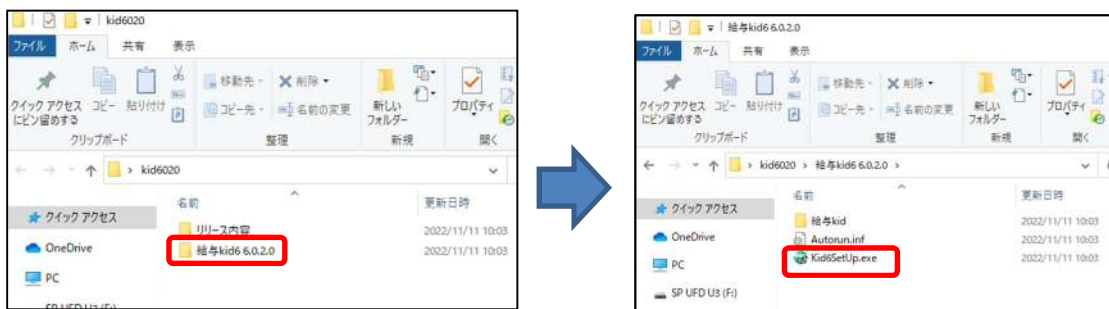 kid6020
ファイル ホーム 共有 表示
クイック アクセス
にピン留めする
コピー 貼り付け
移動先 削除
コピー先 名前の変更
新しい
フォルダー
プロパティ
クリップボード 整理 新規 開く
kid6020
名前 更新日時
クイック アクセス
OneDrive
PC
SP UFD U3 (F:)
リリース内容 2022/11/11 10:03
給与kid6 6.0.2.0 2022/11/11 10:03
給与kid6 6.0.2.0
ファイル ホーム 共有 表示
クイック アクセス
にピン留めする
コピー 貼り付け
移動先 削除
コピー先 名前の変更
新しい
フォルダー
プロパティ
クリップボード 整理 新規 開く
kid6020 › 給与kid6 6.0.2.0 ›
名前 更新日時
クイック アクセス
OneDrive
PC
SP UFD U3 (F:)
給与kid 2022/11/11 10:03
Autorun.inf 2022/11/11 10:03
Kid6SetUp.exe 2022/11/11 10:03